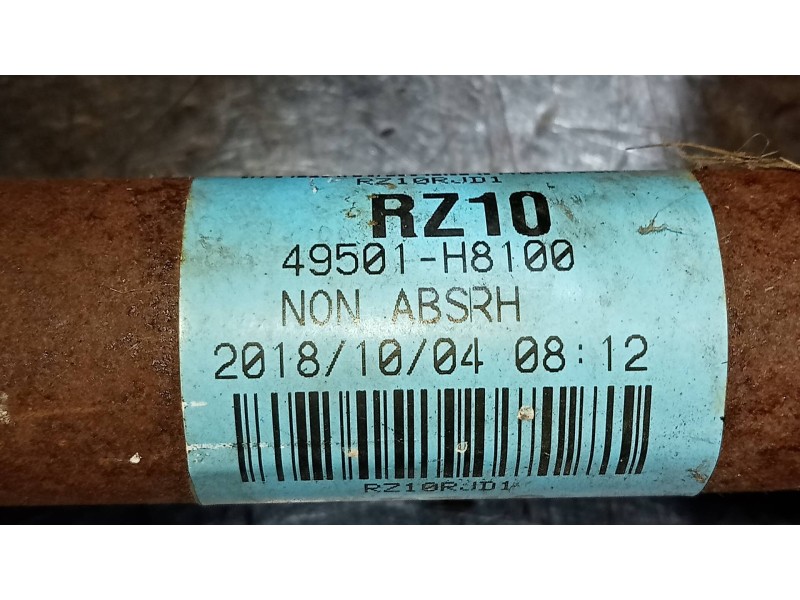 RZ10RJD1
RZ10
49501-H8100
NON ABSRH
2018/10/04 08:12
RZ10RJD1